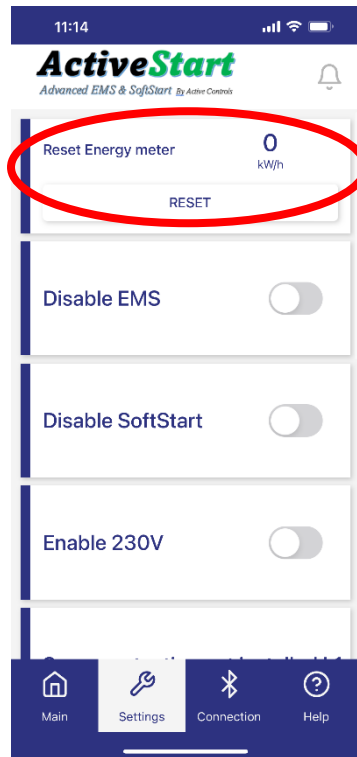 11:14
ActiveStart
Advanced EMS & SoftStart By Active Controls
Reset Energy meter
0
kW/h
RESET
Disable EMS
Disable SoftStart
Enable 230V
Main
Settings
Connection
Help